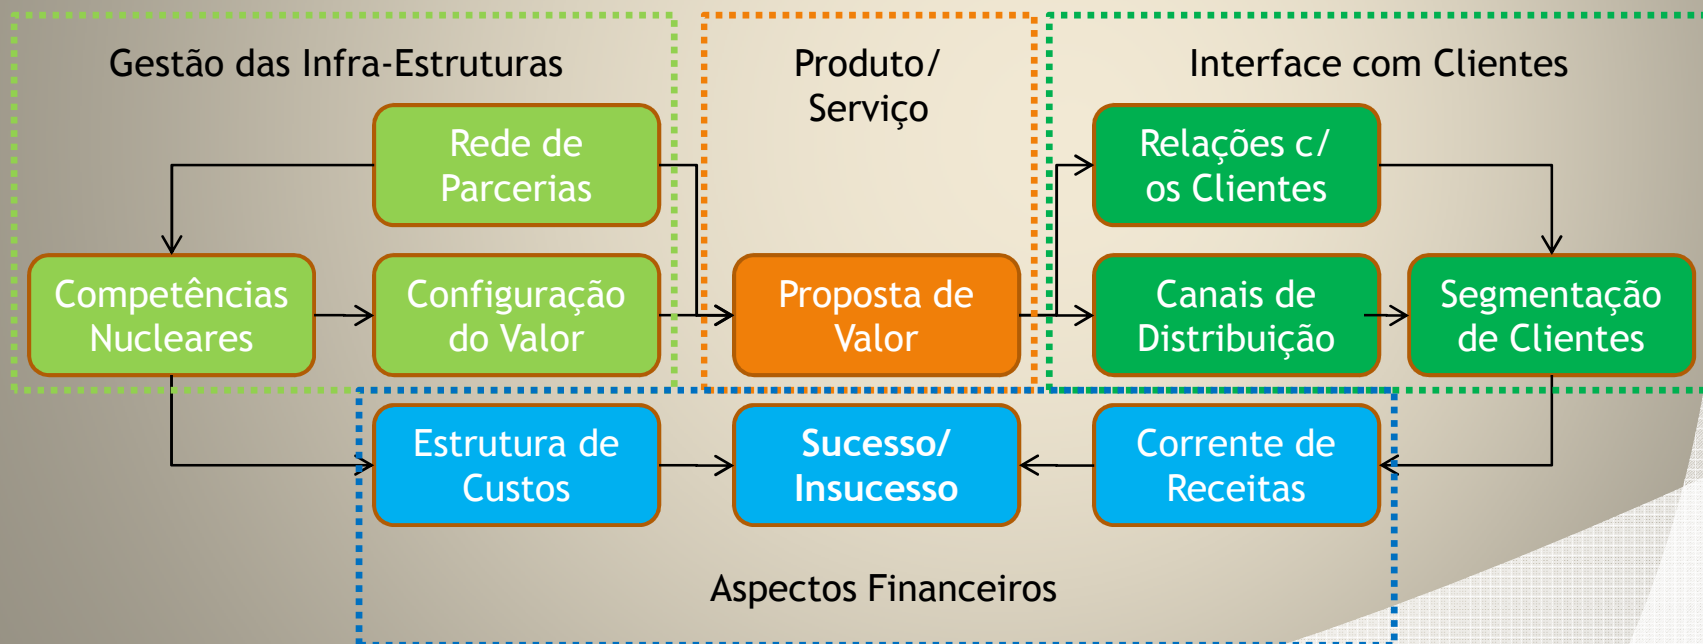 Gestão das Infra-Estruturas
Produto/
Serviço
Interface com Clientes
Rede de
Parcerias
Relações c/
os Clientes
Competências
Nucleares
Configuração
do Valor
Proposta de
Valor
Canais de
Distribuição
Segmentação
de Clientes
Estrutura de
Custos
Sucesso/
Insucesso
Corrente de
Receitas
Aspectos Financeiros